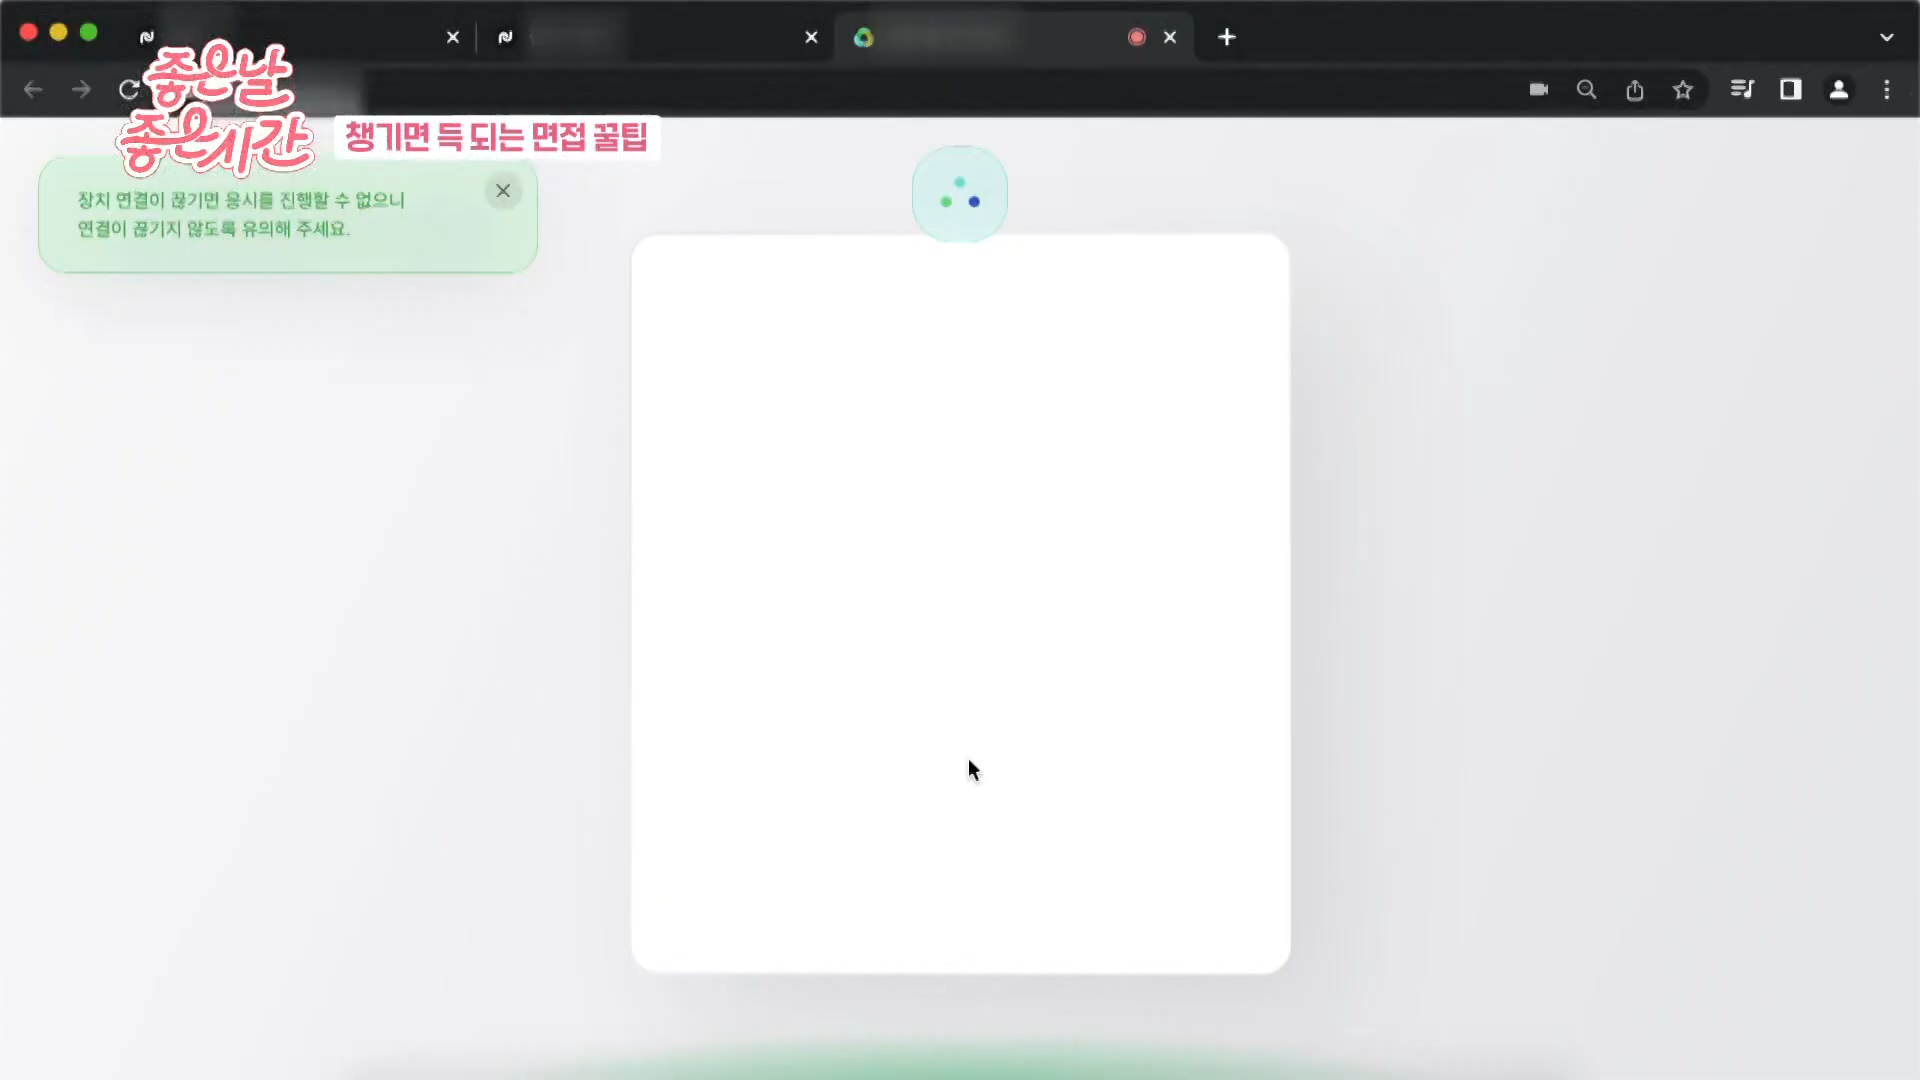 좋은날
좋은시간
챙기면 득 되는 면접 꿀팁
장치 연결이 끊기면 응시를 진행할 수 없으니
연결이 끊기지 않도록 유의해 주세요.